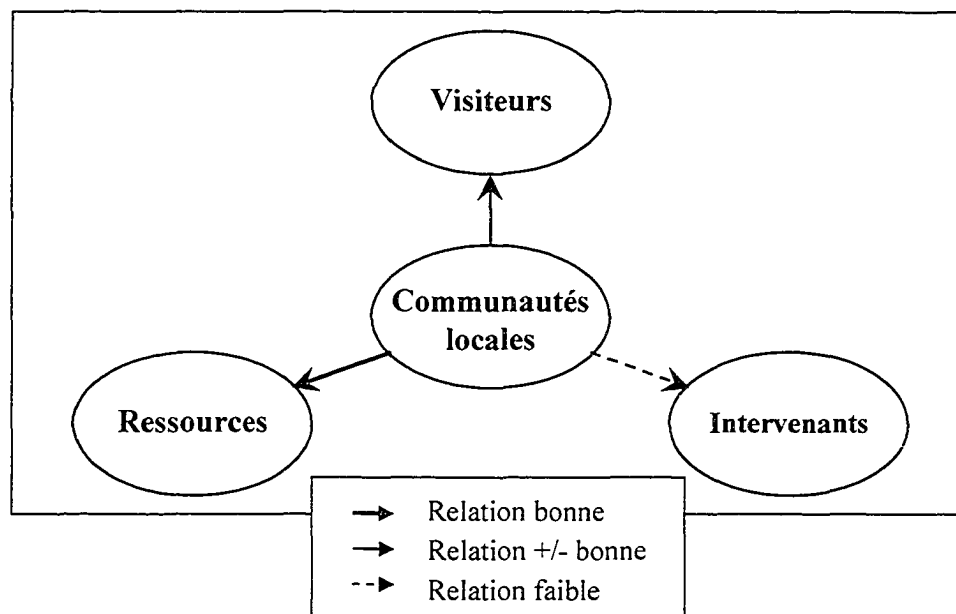 Visiteurs
Communautés
locales
Ressources
Intervenants
Relation bonne
Relation +/- bonne
Relation faible